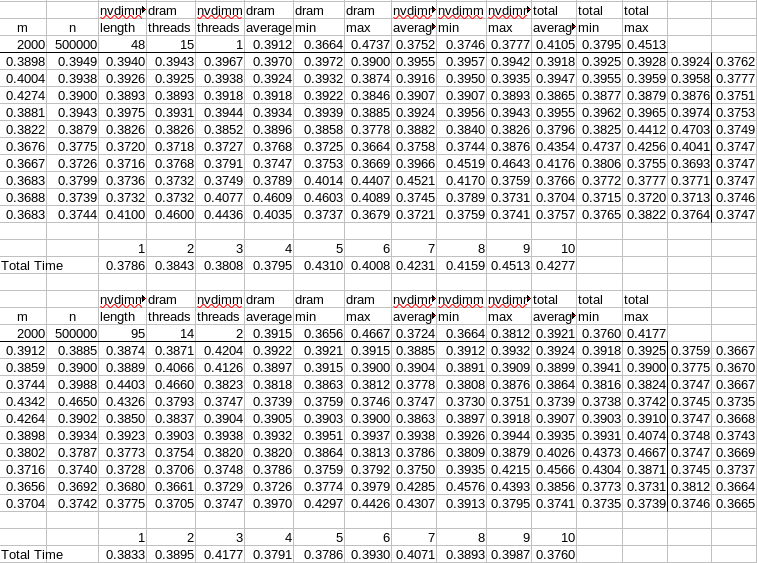 nvdimm dram nvdimm dram dram dram nvdimm nvdimm nvdimm total total total
m n length threads threads average min max average min max average min max
2000 500000 48 15 1 0.3912 0.3664 0.4737 0.3752 0.3746 0.3777 0.4105 0.3795 0.4513
0.3898 0.3949 0.3940 0.3943 0.3967 0.3970 0.3972 0.3900 0.3955 0.3957 0.3942 0.3918 0.3925 0.3928 0.3924 0.3762
0.4004 0.3938 0.3926 0.3925 0.3938 0.3924 0.3932 0.3874 0.3916 0.3950 0.3935 0.3947 0.3955 0.3959 0.3958 0.3777
0.4274 0.3900 0.3893 0.3893 0.3918 0.3918 0.3922 0.3846 0.3907 0.3907 0.3893 0.3865 0.3877 0.3879 0.3876 0.3751
0.3881 0.3943 0.3975 0.3931 0.3944 0.3934 0.3939 0.3885 0.3924 0.3956 0.3943 0.3955 0.3962 0.3965 0.3974 0.3753
0.3822 0.3879 0.3826 0.3826 0.3852 0.3896 0.3858 0.3778 0.3882 0.3840 0.3826 0.3796 0.3825 0.4412 0.4703 0.3749
0.3676 0.3775 0.3720 0.3718 0.3727 0.3768 0.3725 0.3664 0.3758 0.3744 0.3876 0.4354 0.4737 0.4256 0.4041 0.3747
0.3667 0.3726 0.3716 0.3768 0.3791 0.3747 0.3753 0.3669 0.3966 0.4519 0.4643 0.4176 0.3806 0.3755 0.3693 0.3747
0.3683 0.3799 0.3736 0.3732 0.3749 0.3789 0.4014 0.4407 0.4521 0.4170 0.3759 0.3766 0.3772 0.3777 0.3771 0.3747
0.3688 0.3739 0.3732 0.3732 0.4077 0.4609 0.4603 0.4089 0.3745 0.3789 0.3731 0.3704 0.3715 0.3720 0.3713 0.3746
0.3683 0.3744 0.4100 0.4600 0.4436 0.4035 0.3737 0.3679 0.3721 0.3759 0.3741 0.3757 0.3765 0.3822 0.3764 0.3747
1 2 3 4 5 6 7 8 9 10
Total Time 0.3786 0.3843 0.3808 0.3795 0.4310 0.4008 0.4231 0.4159 0.4513 0.4277
nvdimm dram nvdimm dram dram dram nvdimm nvdimm nvdimm total total total
m n length threads threads average min max average min max average min max
2000 500000 95 14 2 0.3915 0.3656 0.4667 0.3724 0.3664 0.3812 0.3921 0.3760 0.4177
0.3912 0.3885 0.3874 0.3871 0.4204 0.3922 0.3921 0.3915 0.3885 0.3912 0.3932 0.3924 0.3918 0.3925 0.3759 0.3667
0.3859 0.3900 0.3889 0.4066 0.4126 0.3897 0.3915 0.3900 0.3904 0.3891 0.3909 0.3899 0.3941 0.3900 0.3775 0.3670
0.3744 0.3988 0.4403 0.4660 0.3823 0.3818 0.3863 0.3812 0.3778 0.3808 0.3876 0.3864 0.3816 0.3824 0.3747 0.3667
0.4342 0.4650 0.4326 0.3793 0.3747 0.3739 0.3759 0.3746 0.3747 0.3730 0.3751 0.3739 0.3738 0.3742 0.3745 0.3735
0.4264 0.3902 0.3850 0.3837 0.3904 0.3905 0.3903 0.3900 0.3863 0.3897 0.3918 0.3907 0.3903 0.3910 0.3747 0.3668
0.3898 0.3934 0.3923 0.3903 0.3938 0.3932 0.3951 0.3937 0.3938 0.3926 0.3944 0.3935 0.3931 0.4074 0.3748 0.3743
0.3802 0.3787 0.3773 0.3754 0.3820 0.3820 0.3864 0.3813 0.3786 0.3809 0.3879 0.4026 0.4373 0.4667 0.3747 0.3669
0.3716 0.3740 0.3728 0.3706 0.3748 0.3786 0.3759 0.3792 0.3750 0.3935 0.4215 0.4566 0.4304 0.3871 0.3745 0.3737
0.3656 0.3692 0.3680 0.3661 0.3729 0.3726 0.3774 0.3979 0.4285 0.4576 0.4393 0.3856 0.3773 0.3731 0.3812 0.3664
0.3704 0.3742 0.3775 0.3705 0.3747 0.3970 0.4297 0.4426 0.4307 0.3913 0.3795 0.3741 0.3735 0.3739 0.3746 0.3665
1 2 3 4 5 6 7 8 9 10
Total Time 0.3833 0.3895 0.4177 0.3791 0.3786 0.3930 0.4071 0.3893 0.3987 0.3760